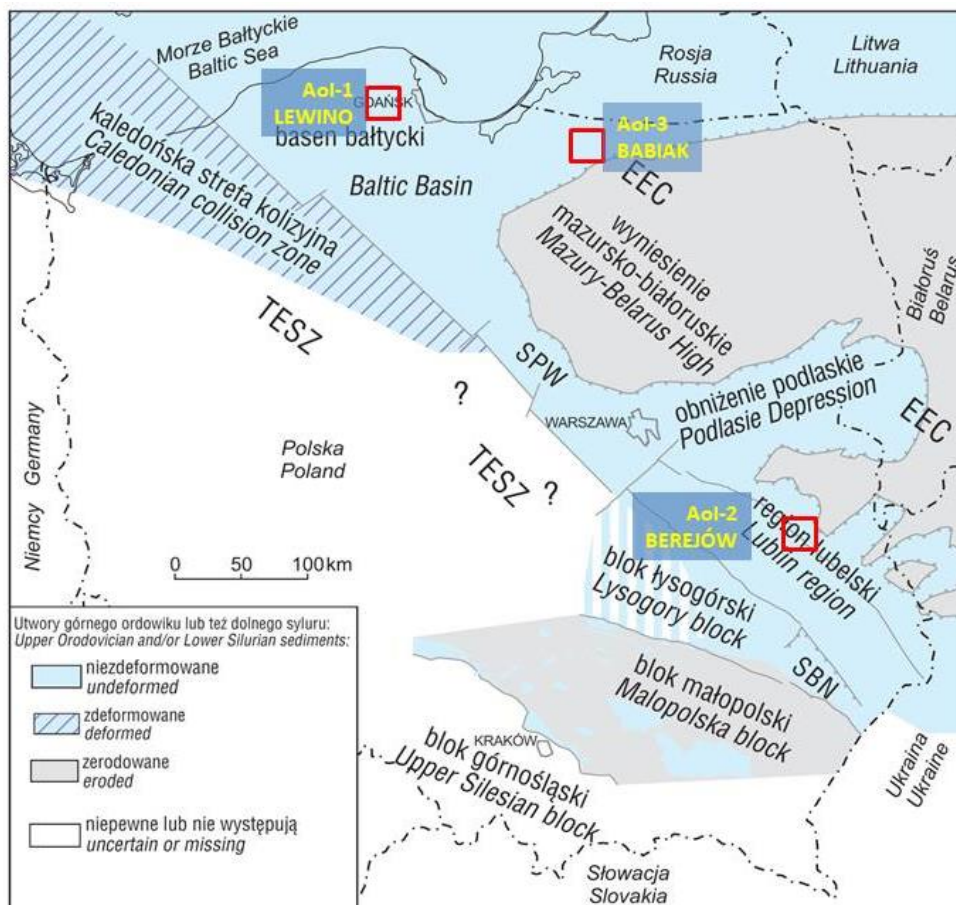 Morze Bałtyckie
Baltic Sea
Rosja
Russia
Litwa
Lithuania
AoI-1
LEWINO
GDAŃSK
basen bałtycki
Baltic Basin
AoI-3
BABIAK
EEC
kaledońska strefa kolizyjna
Caledonian collision zone
wyniesienie
mazursko-białoruskie
Mazury-Belarus High
Białoruś
Belarus
TESZ
SPW
?
obniżenie podlaskie
Podlasie Depression
EEC
WARSZAWA
Niemcy
Germany
Polska
Poland
TESZ
?
0 50 100 km
AoI-2
BEREJÓW
region lubelski
Lublin region
blok łysogórski
Lysogory block
SBN
blok małopolski
Malopolska block
KRAKÓW
blok górnośląski
Upper Silesian block
Ukraina
Ukraine
Słowacja
Slovakia
Utwory górnego ordowiku lub też dolnego syluru:
Upper Orodovician and/or Lower Silurian sediments:
niezdeformowane
undeformed
zdeformowane
deformed
zerodowane
eroded
niepewne lub nie występują
uncertain or missing